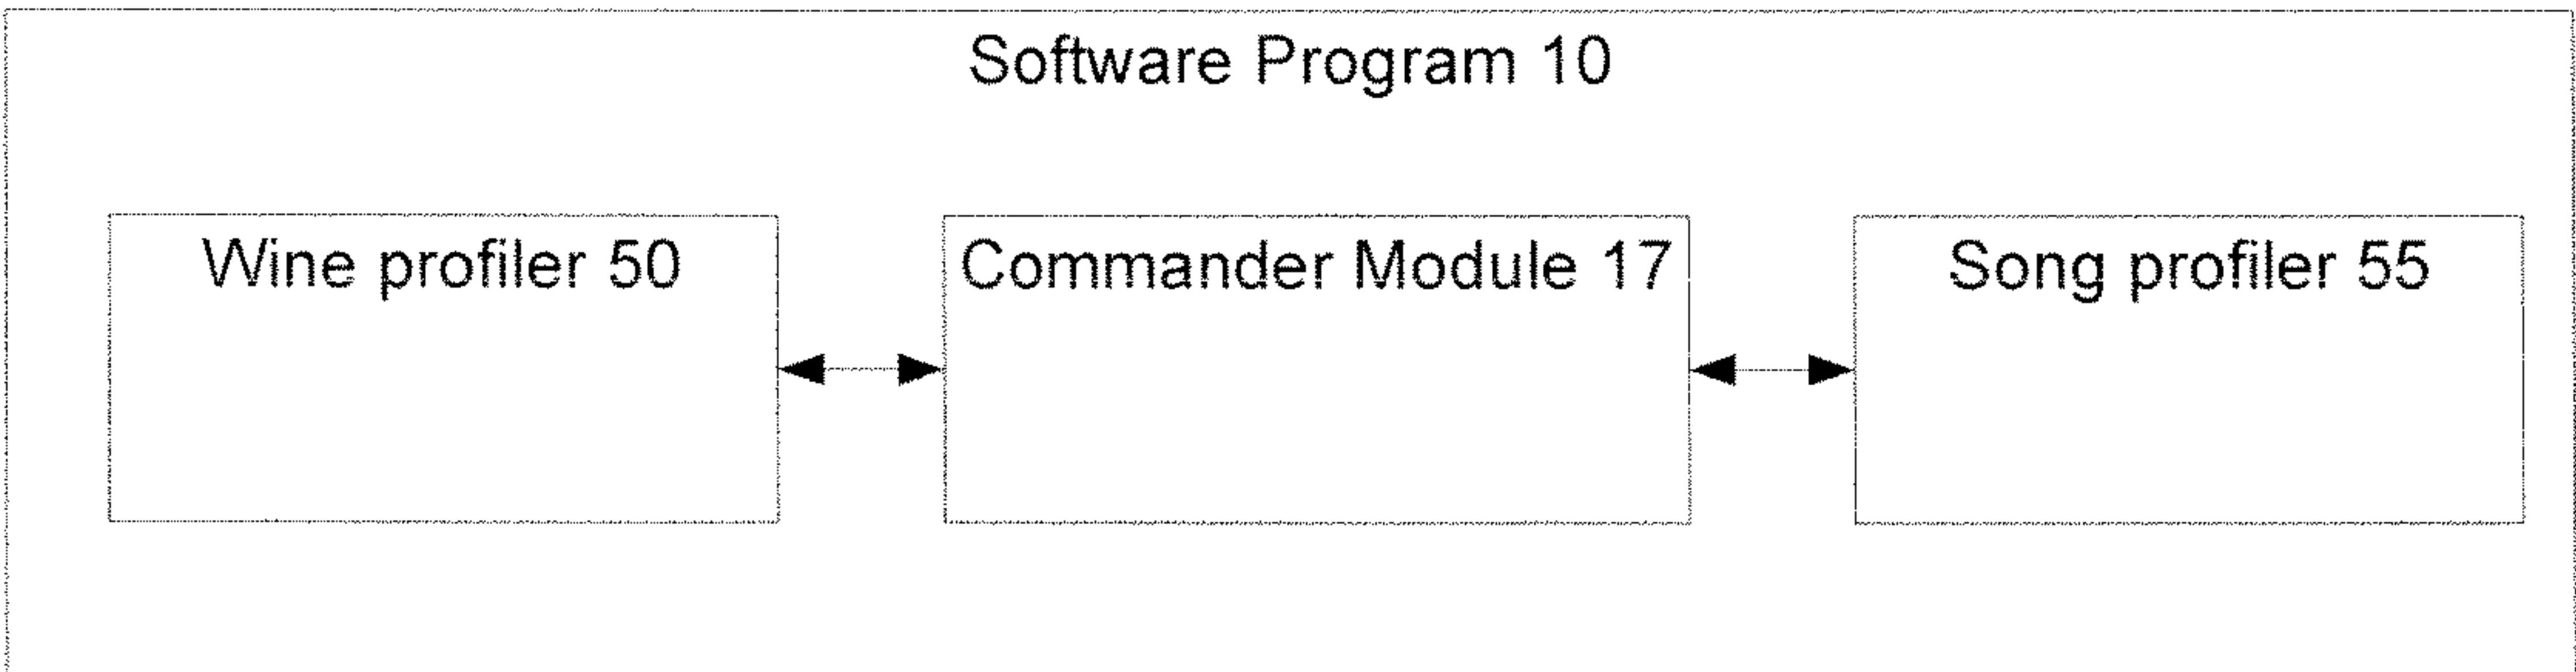 Software Program 10
Wine profiler 50
Commander Module 17
Song profiler 55